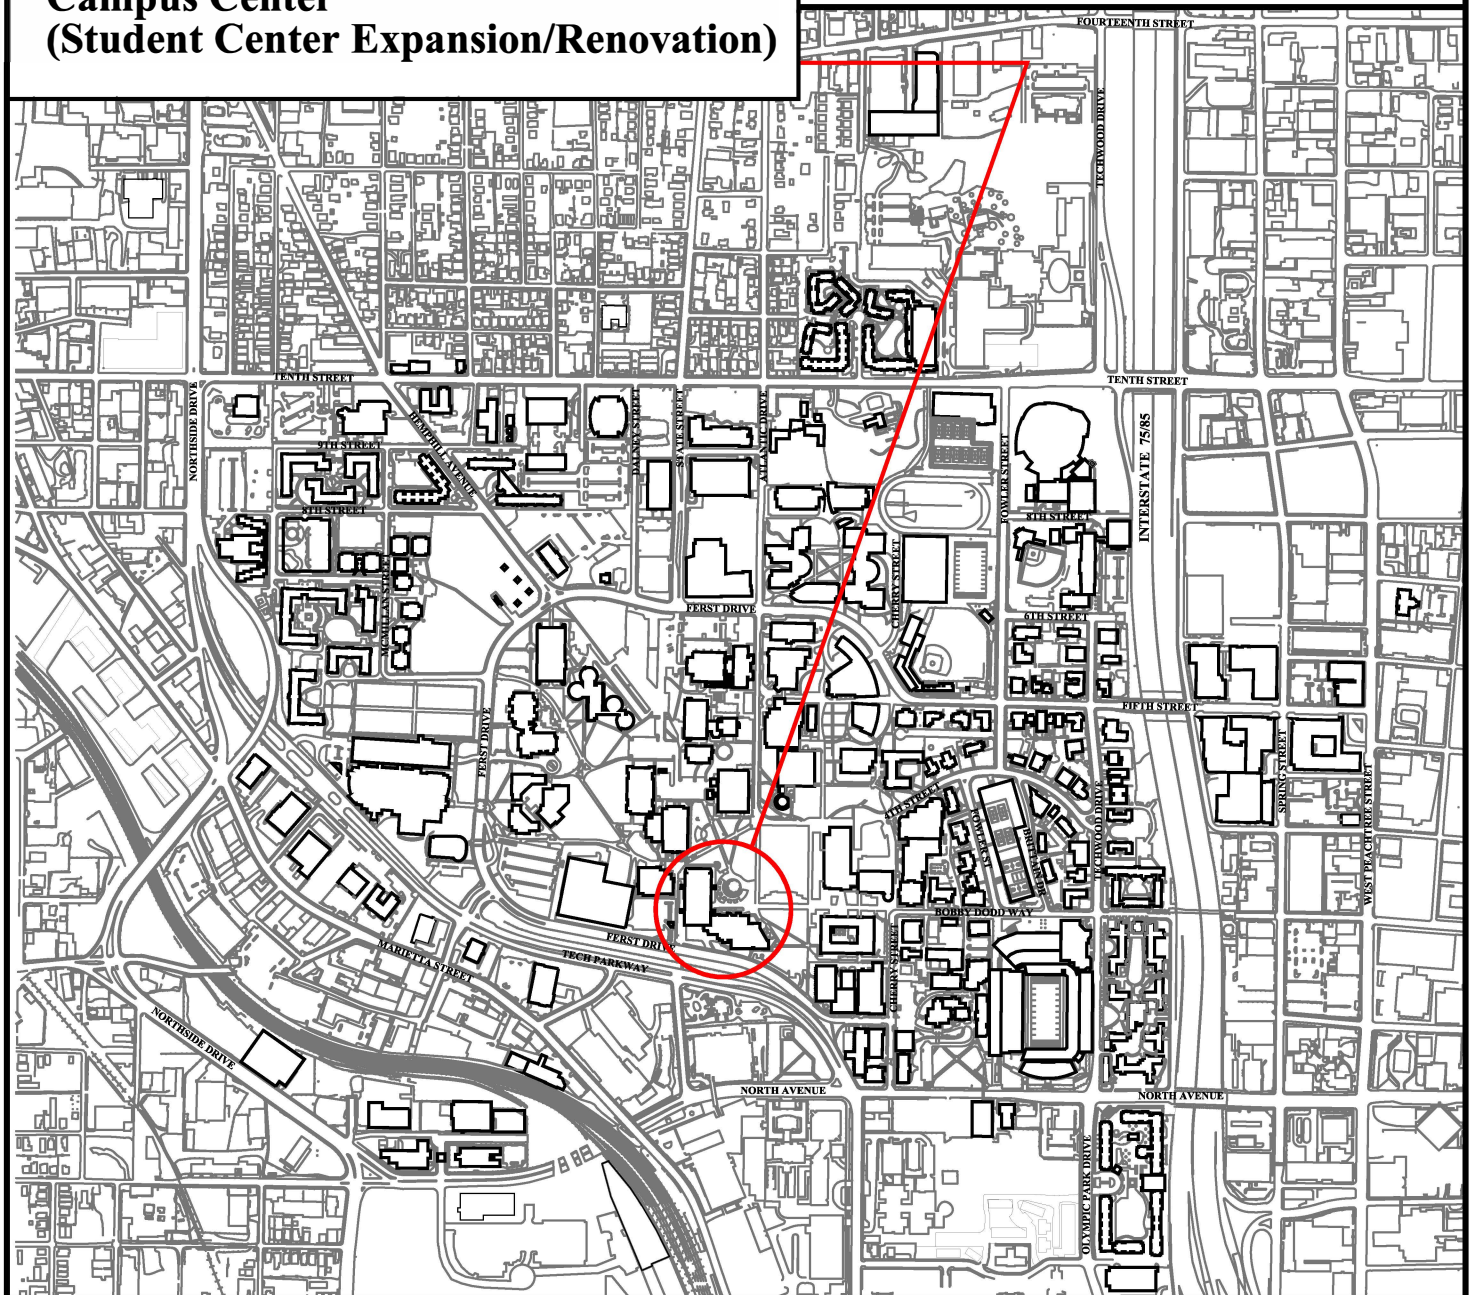 Campus Center
(Student Center Expansion/Renovation)
FOURTEENTH STREET
TECHWOOD DRIVE
TENTH STREET
TENTH STREET
NORTHSIDE DRIVE
HEMPHILL AVENUE
DALNEY STREET
STATE STREET
ATLANTIC DRIVE
9TH STREET
FOWLER STREET
INTERSTATE 75/85
8TH STREET
8TH STREET
CHERRY STREET
MCMILLAN STREET
FERST DRIVE
6TH STREET
FERST DRIVE
FIFTH STREET
SPRING STREET
WEST PEACHTREE STREET
4TH STREET
FOWLER ST
BRITTAIN DR
TECHWOOD DRIVE
BOBBY DODD WAY
FERST DRIVE
TECH PARKWAY
MARIETTA STREET
CHERRY STREET
NORTHSIDE DRIVE
NORTH AVENUE
NORTH AVENUE
OLYMPIC PARK DRIVE